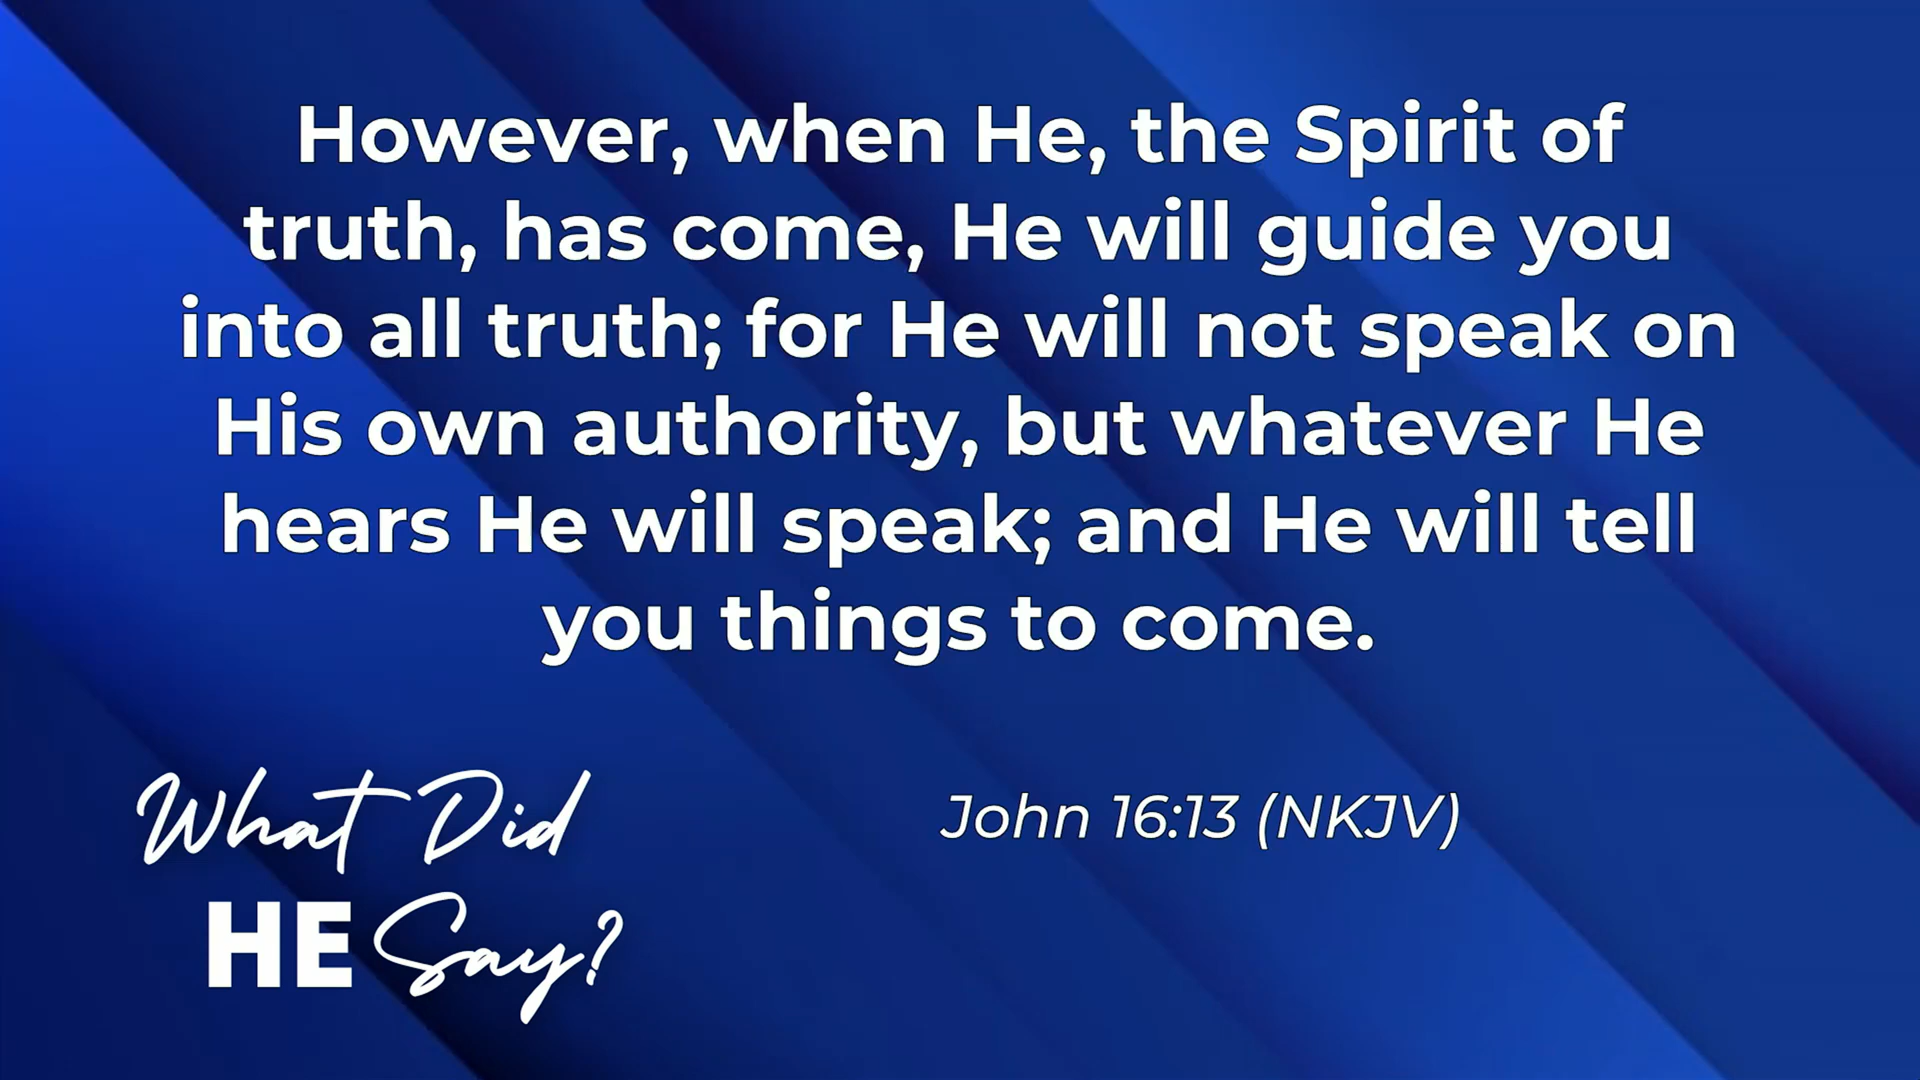 However, when He, the Spirit of
truth, has come, He will guide you
into all truth; for He will not speak on
His own authority, but whatever He
hears He will speak; and He will tell
you things to come.
John 16:13 (NKJV)
What Did
HE Say?